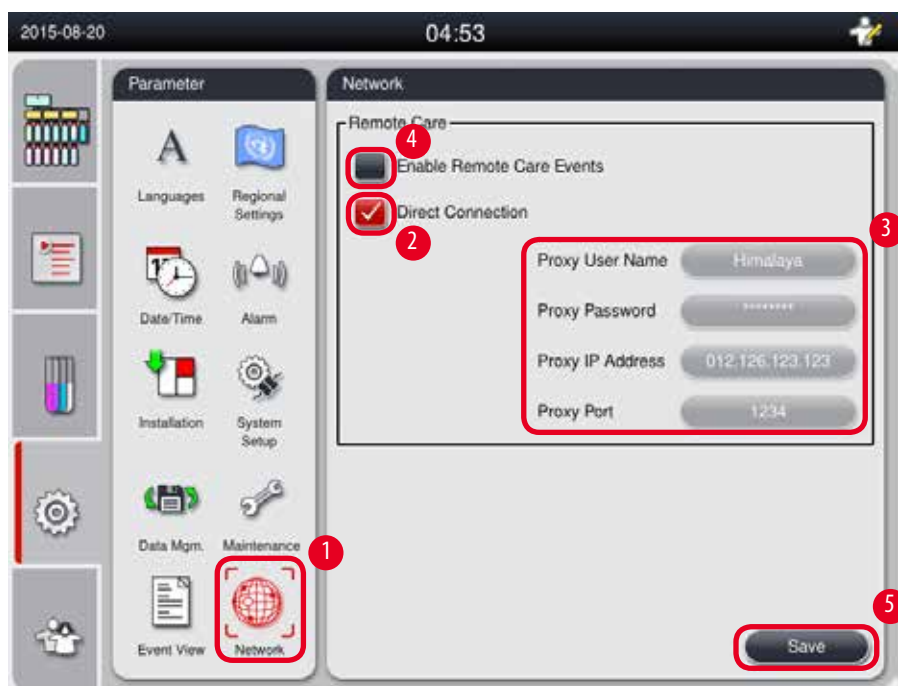 2015-08-20
04:53
Parameter
Network
Remote Care
4
Enable Remote Care Events
Direct Connection
2
3
Proxy User Name
Himalaya
Proxy Password
********
Proxy IP Address
012.126.123.123
Proxy Port
1234
A
Languages
Regional
Settings
Date/Time
Alarm
Installation
System
Setup
Data Mgm.
Maintenance
1
Event View
Network
5
Save